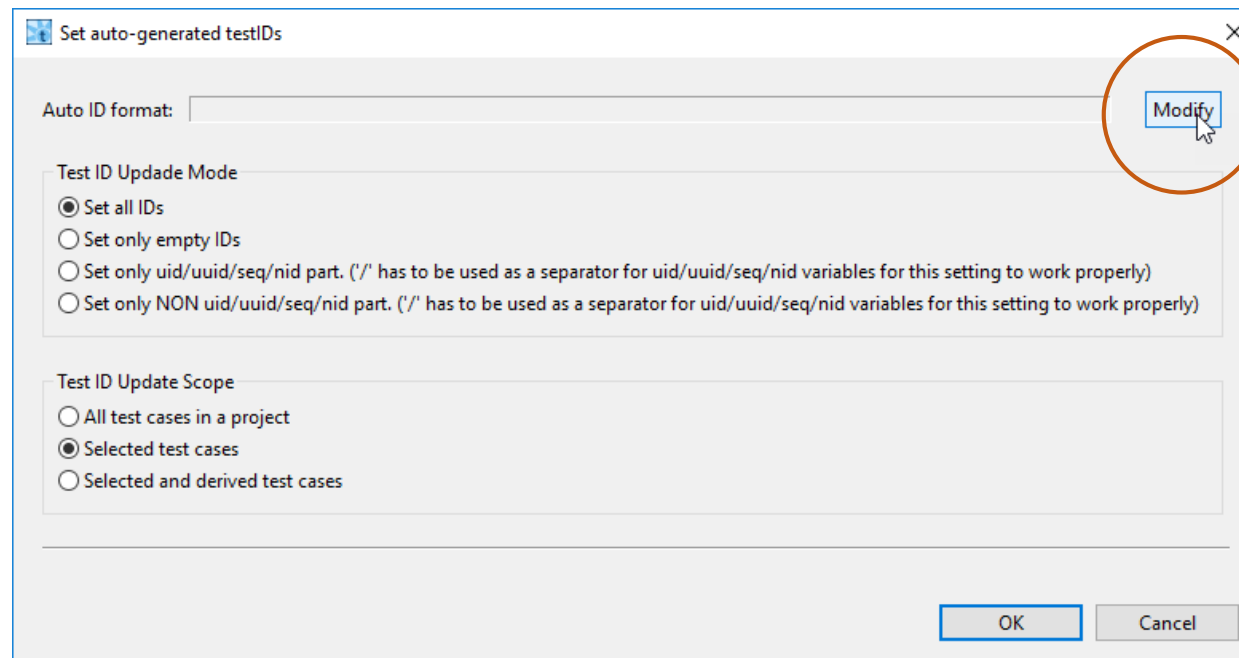 Set auto-generated testIDs
Auto ID format:
Modify
Test ID Updade Mode
Set all IDs
Set only empty IDs
Set only uid/uuid/seq/nid part. ('/' has to be used as a separator for uid/uuid/seq/nid variables for this setting to work properly)
Set only NON uid/uuid/seq/nid part. ('/' has to be used as a separator for uid/uuid/seq/nid variables for this setting to work properly)
Test ID Update Scope
All test cases in a project
Selected test cases
Selected and derived test cases
OK
Cancel